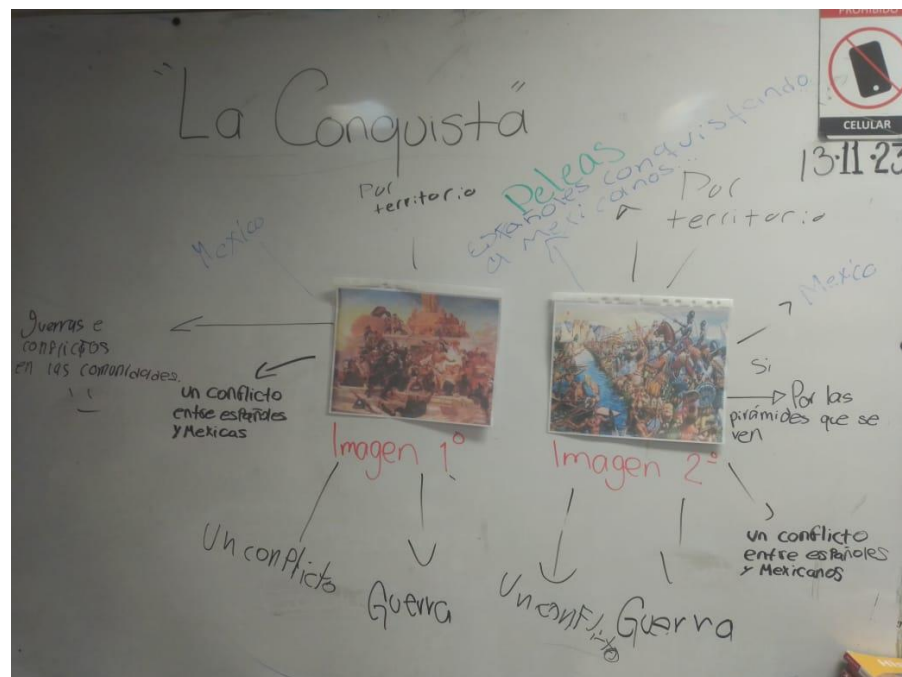 PROHIBIDO
CELULAR
13·11·23
"La Conquista"
Por
territorio
Mexico
Peleas
Españoles conquistando
a mexicanos...
Por
territorio
Mexico
guerras e
conflictos
en las comunidades.
un conflicto
entre españoles
y Mexicas
Si
Por las
pirámides que se
ven
Imagen 1º
Imagen 2º
Un conflicto
Guerra
Un conflicto
Guerra
un conflicto
entre españoles
y Mexicanos